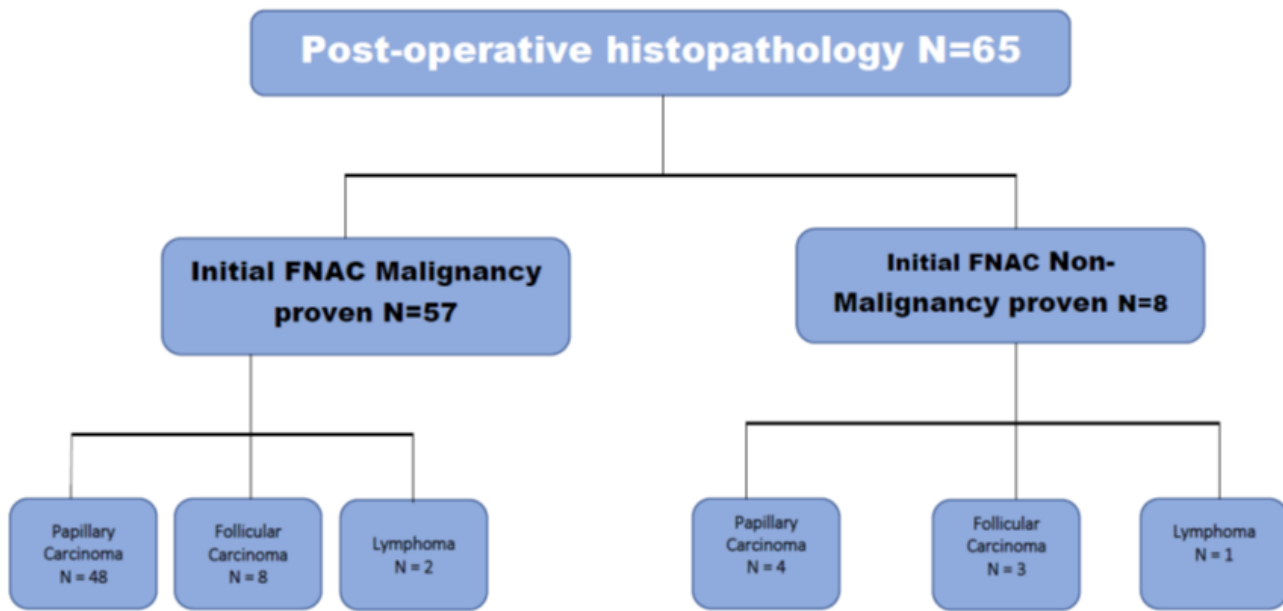 Post-operative histopathology N=65
Initial FNAC Malignancy
proven N=57
Initial FNAC Non-
Malignancy proven N=8
Papillary
Carcinoma
N = 48
Follicular
Carcinoma
N = 8
Lymphoma
N = 2
Papillary
Carcinoma
N = 4
Follicular
Carcinoma
N = 3
Lymphoma
N = 1